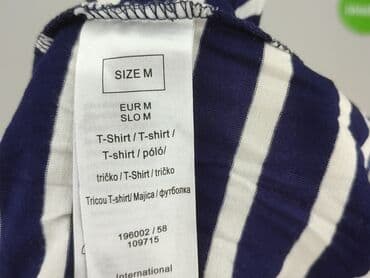 SIZE M
EUR M
SLO M
T-Shirt / T-shirt /
T-shirt / póló/
tričko / T-shirt/ tričko
Tricou T-shirt/ Majica / футболка
196002 / 58
109715
International